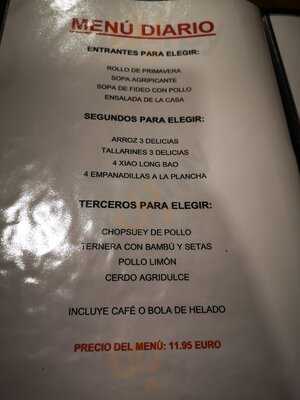 MENÚ DIARIO
ENTRANTES PARA ELEGIR:
ROLLO DE PRIMAVERA
SOPA AGRIPICANTE
SOPA DE FIDEO CON POLLO
ENSALADA DE LA CASA
SEGUNDOS PARA ELEGIR:
ARROZ 3 DELICIAS
TALLARINES 3 DELICIAS
4 XIAO LONG BAO
4 EMPANADILLAS A LA PLANCHA
TERCEROS PARA ELEGIR:
CHOPSUEY DE POLLO
TERNERA CON BAMBÚ Y SETAS
POLLO LIMÓN
CERDO AGRIDULCE
INCLUYE CAFÉ O BOLA DE HELADO
PRECIO DEL MENÚ: 11.95 EURO